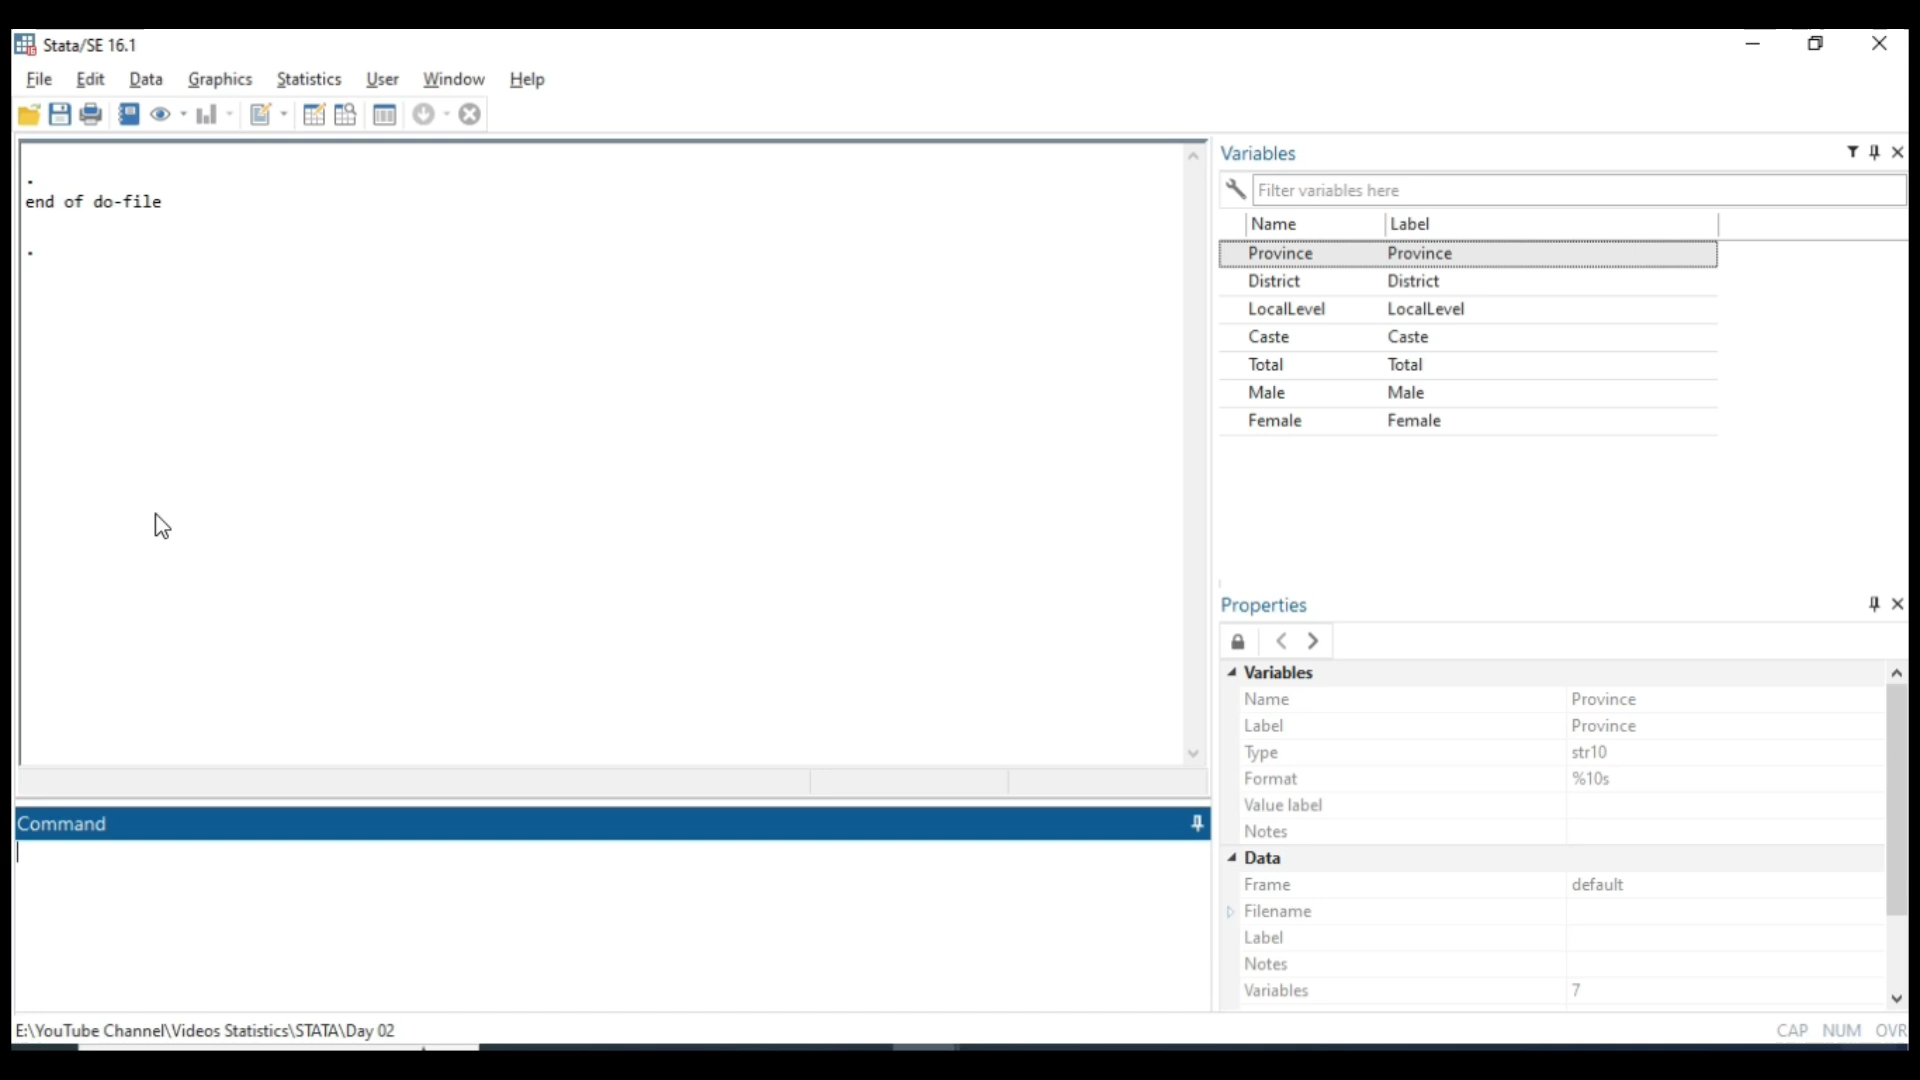 Stata/SE 16.1
File Edit Data Graphics Statistics User Window Help
.
end of do-file
.
Command
Variables
Filter variables here
Name Label
Province Province
District District
LocalLevel LocalLevel
Caste Caste
Total Total
Male Male
Female Female
Properties
Variables
Name Province
Label Province
Type str10
Format %10s
Value label
Notes
Data
Frame default
Filename
Label
Notes
Variables 7
E:\YouTube Channel\Videos Statistics\STATA\Day 02
CAP NUM OVR